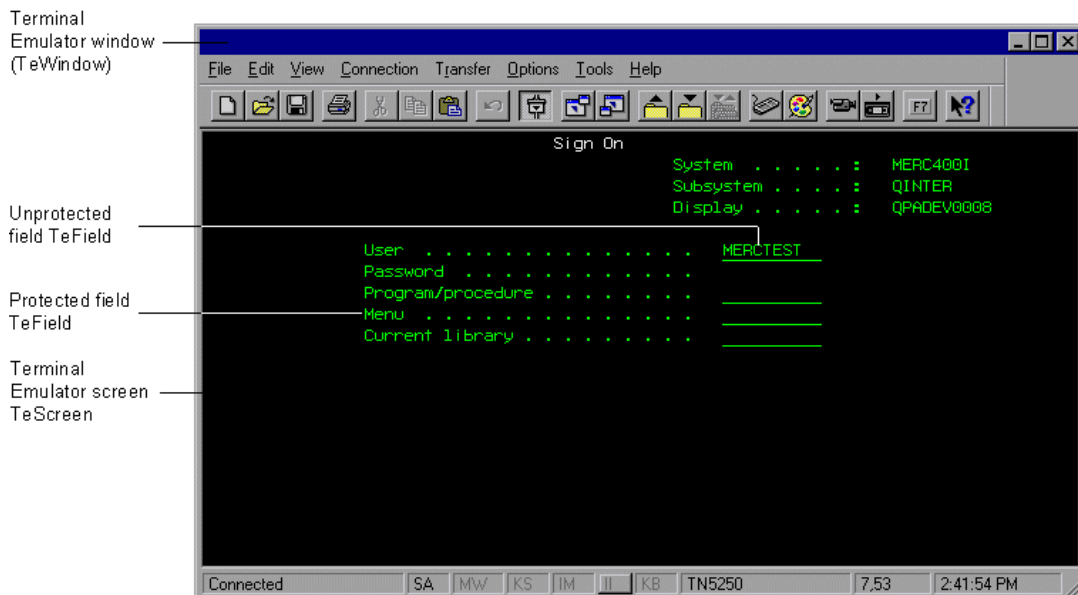 Terminal
Emulator window
(TeWindow)
File Edit View Connection Transfer Options Tools Help
F7
Sign On
System . . . . . : MERC400I
Subsystem . . . . : QINTER
Display . . . . . : QPADEV0008
Unprotected
field TeField
User . . . . . . . . . . . . . . MERCTEST
Password . . . . . . . . . . . .
Program/procedure . . . . . . . .
Protected field
TeField
Menu . . . . . . . . . . . . . .
Current library . . . . . . . . .
Terminal
Emulator screen
TeScreen
Connected SA MW KS IM II KB TN5250 7,53 2:41:54 PM